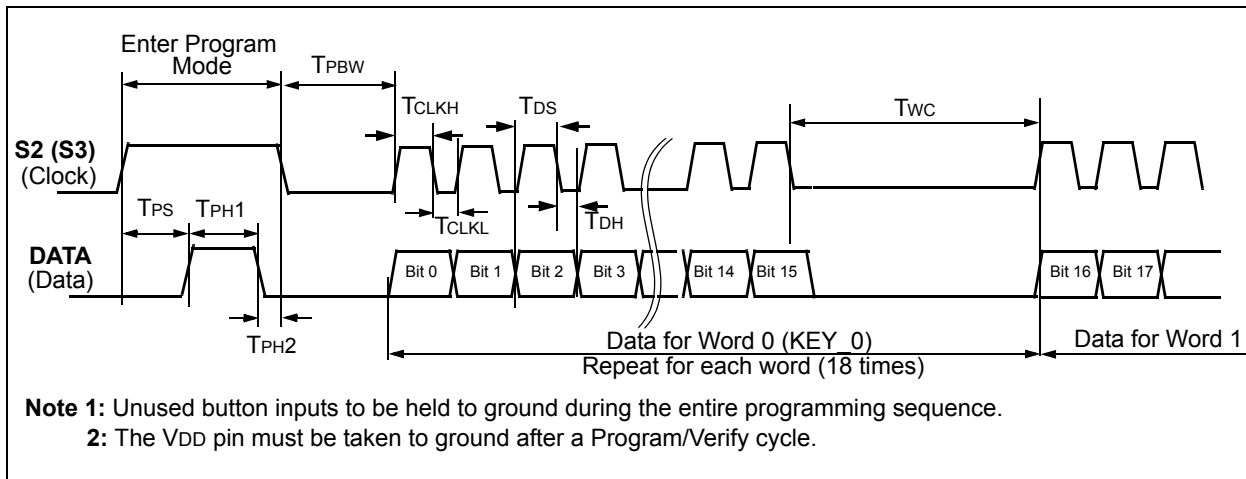 Enter Program
Mode
TPBW
TCLKH
TDS
TWC
S2 (S3)
(Clock)
TPS
TPH1
TCLKL
TDH
DATA
(Data)
Bit 0
Bit 1
Bit 2
Bit 3
Bit 14
Bit 15
Bit 16
Bit 17
TPH2
Data for Word 0 (KEY_0)
Repeat for each word (18 times)
Data for Word 1
Note 1: Unused button inputs to be held to ground during the entire programming sequence.
2: The VDD pin must be taken to ground after a Program/Verify cycle.